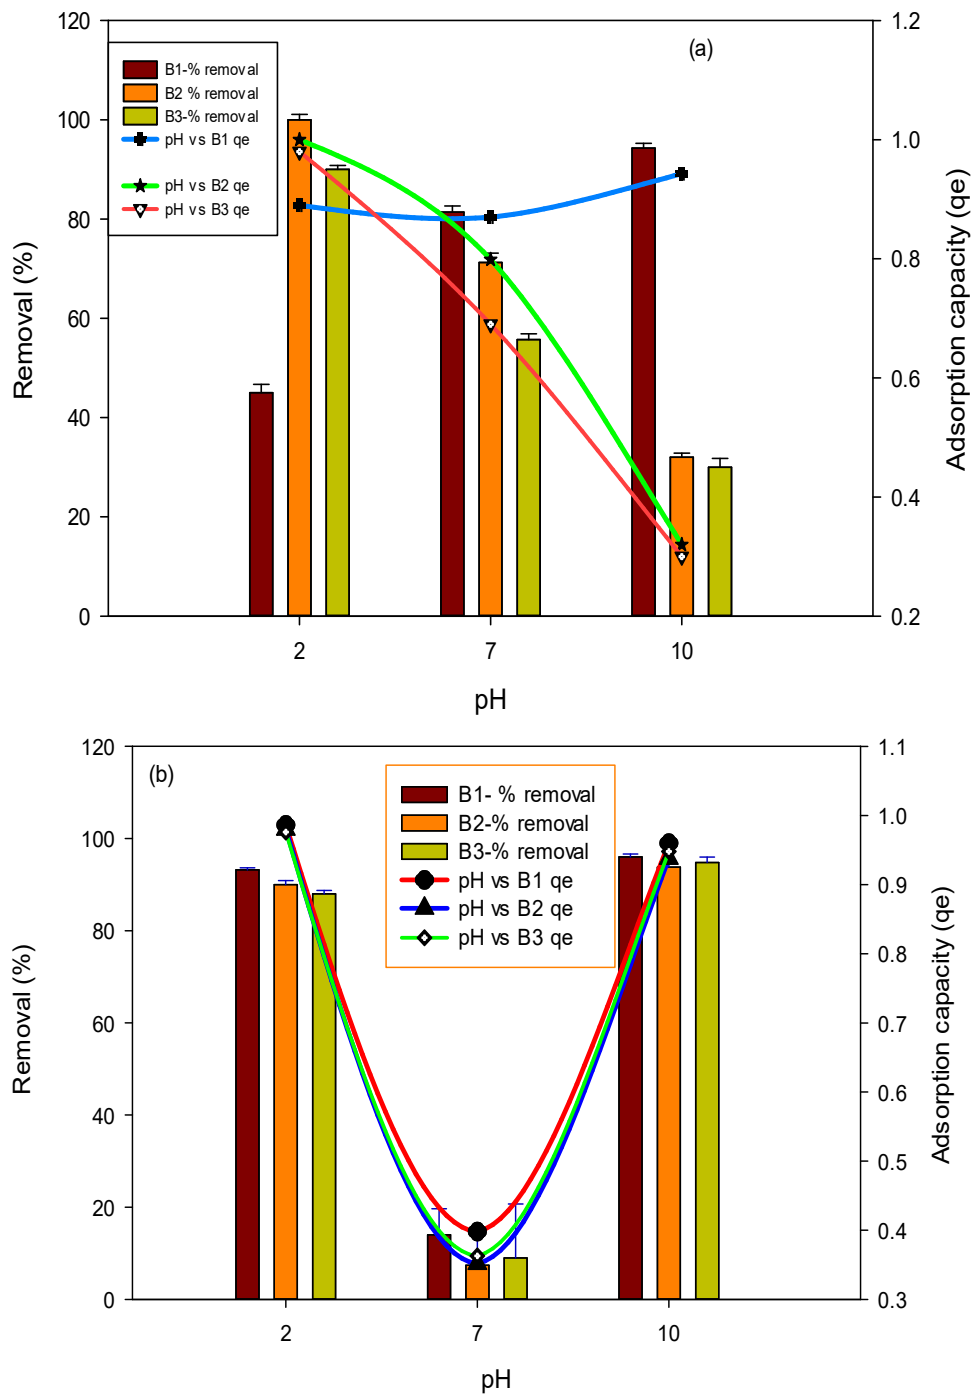 120
100
80
60
40
20
0
Removal (%)
1.2
1.0
0.8
0.6
0.4
0.2
Adsorption capacity (qe)
(a)
B1-% removal
B2 % removal
B3-% removal
pH vs B1 qe
pH vs B2 qe
pH vs B3 qe
2 7 10
pH
120
100
80
60
40
20
0
Removal (%)
1.1
1.0
0.9
0.8
0.7
0.6
0.5
0.4
0.3
Adsorption capacity (qe)
(b)
B1- % removal
B2-% removal
B3-% removal
pH vs B1 qe
pH vs B2 qe
pH vs B3 qe
2 7 10
pH